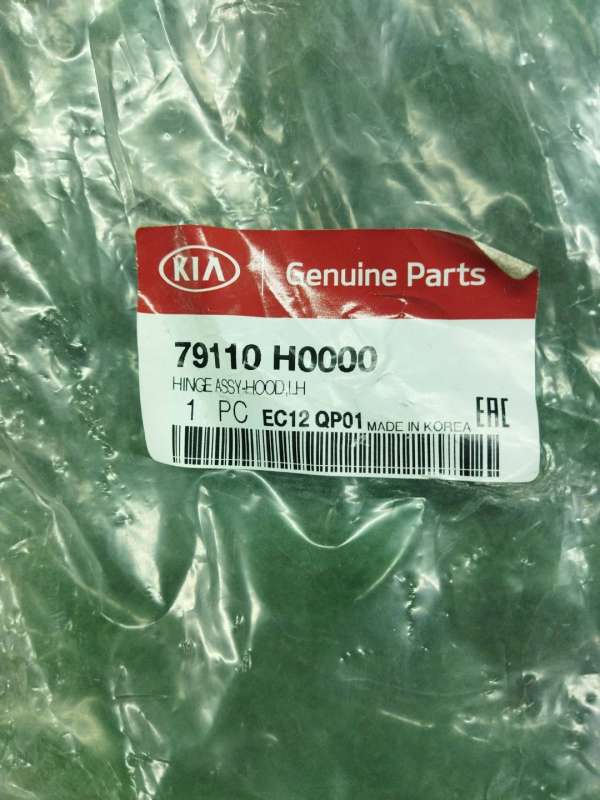 KIA Genuine Parts
79110 H0000
HINGE ASSY-HOOD,LH
1 PC EC12 QP01 MADE IN KOREA EAC